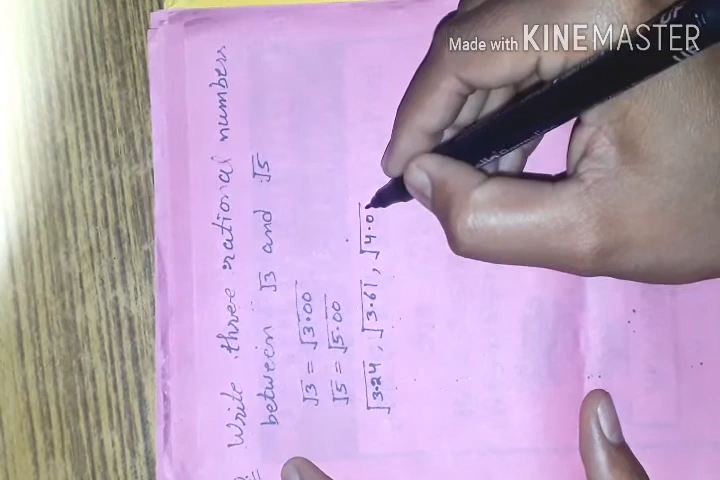 Made with KINEMASTER
Q. Write three rational numbers
between √3 and √5
√3 = √3.00
√5 = √5.00
√3.24, √3.61, √4.0